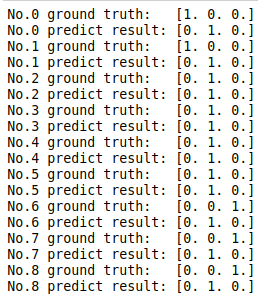 No.0 ground truth:   [1. 0. 0.]
No.0 predict result: [0. 1. 0.]
No.1 ground truth:   [1. 0. 0.]
No.1 predict result: [0. 1. 0.]
No.2 ground truth:   [0. 1. 0.]
No.2 predict result: [0. 1. 0.]
No.3 ground truth:   [0. 1. 0.]
No.3 predict result: [0. 1. 0.]
No.4 ground truth:   [0. 1. 0.]
No.4 predict result: [0. 1. 0.]
No.5 ground truth:   [0. 1. 0.]
No.5 predict result: [0. 1. 0.]
No.6 ground truth:   [0. 0. 1.]
No.6 predict result: [0. 1. 0.]
No.7 ground truth:   [0. 0. 1.]
No.7 predict result: [0. 1. 0.]
No.8 ground truth:   [0. 0. 1.]
No.8 predict result: [0. 1. 0.]